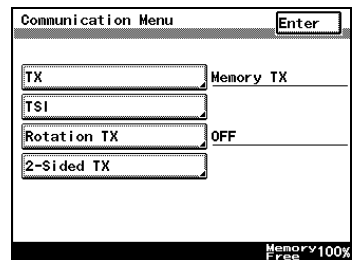 Communication Menu
Enter
TX
Memory TX
TSI
Rotation TX
OFF
2-Sided TX
Memory
Free
100%